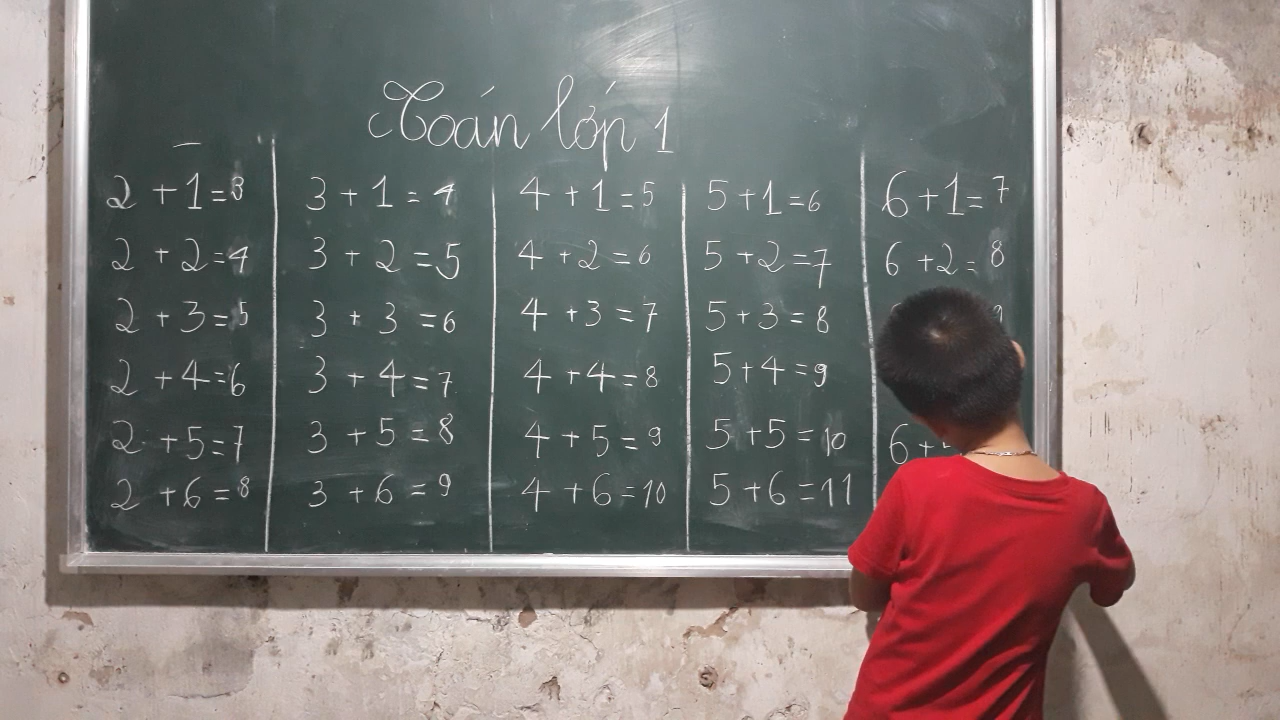 Toán lớp 1
2 + 1 = 3
2 + 2 = 4
2 + 3 = 5
2 + 4 = 6
2 + 5 = 7
2 + 6 = 8
3 + 1 = 4
3 + 2 = 5
3 + 3 = 6
3 + 4 = 7
3 + 5 = 8
3 + 6 = 9
4 + 1 = 5
4 + 2 = 6
4 + 3 = 7
4 + 4 = 8
4 + 5 = 9
4 + 6 = 10
5 + 1 = 6
5 + 2 = 7
5 + 3 = 8
5 + 4 = 9
5 + 5 = 10
5 + 6 = 11
6 + 1 = 7
6 + 2 = 8
9
6 +